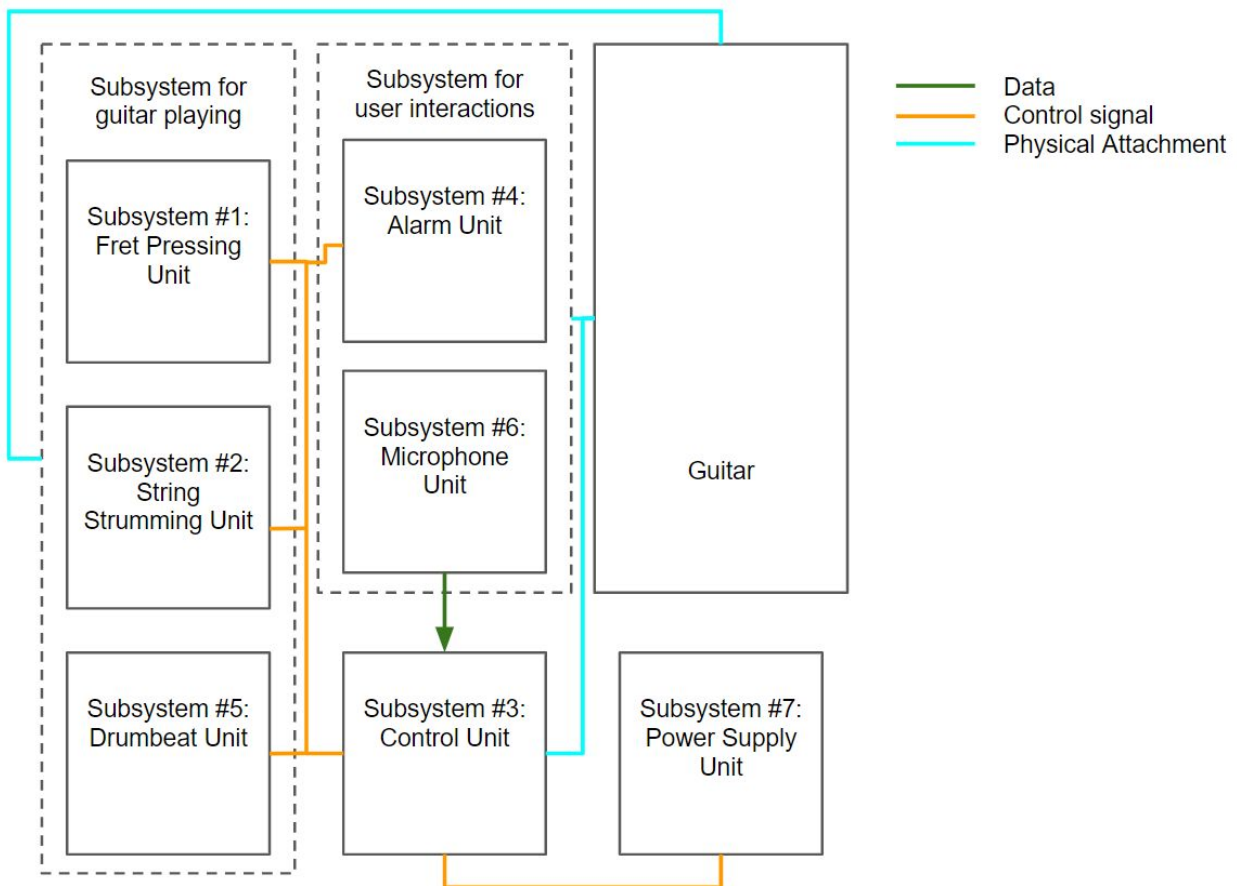 Subsystem for
guitar playing
Subsystem #1:
Fret Pressing
Unit
Subsystem #2:
String
Strumming Unit
Subsystem #5:
Drumbeat Unit
Subsystem for
user interactions
Subsystem #4:
Alarm Unit
Subsystem #6:
Microphone
Unit
Subsystem #3:
Control Unit
Guitar
Subsystem #7:
Power Supply
Unit
Data
Control signal
Physical Attachment